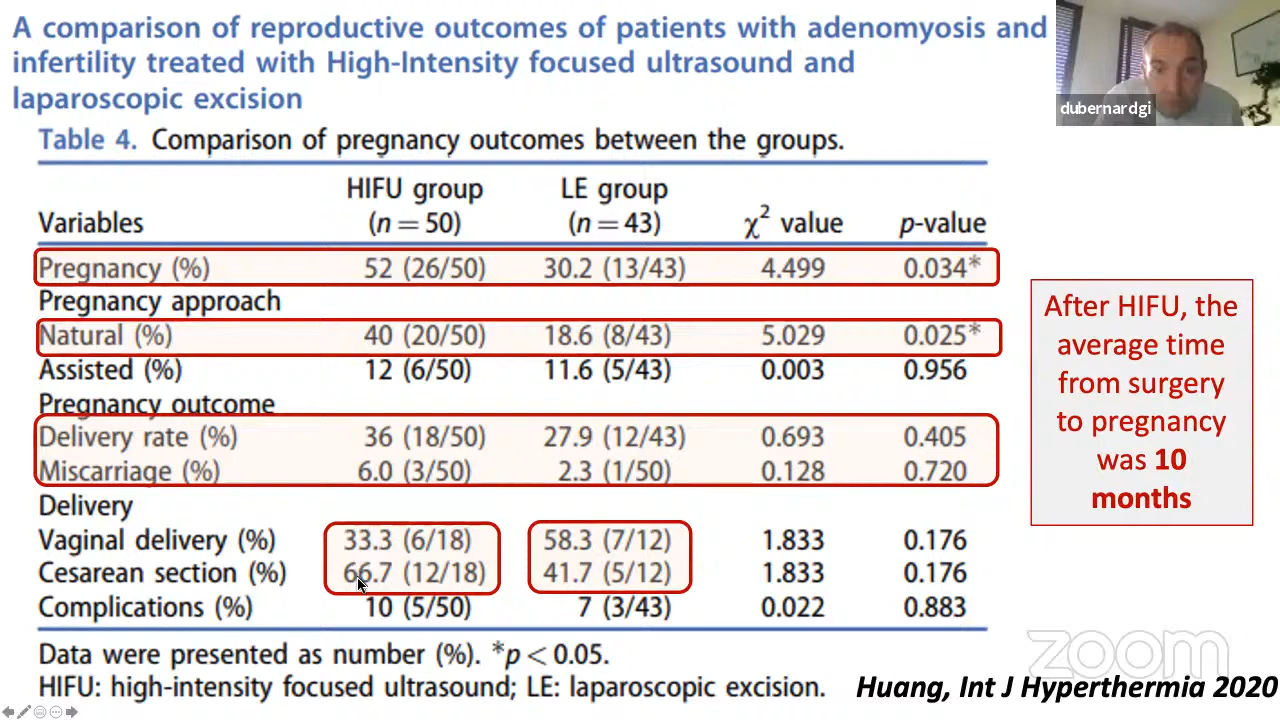 A comparison of reproductive outcomes of patients with adenomyosis and
infertility treated with High-Intensity focused ultrasound and
laparoscopic excision
dubernardgi
Table 4. Comparison of pregnancy outcomes between the groups.
HIFU group LE group
Variables (n = 50) (n = 43) χ² value p-value
Pregnancy (%) 52 (26/50) 30.2 (13/43) 4.499 0.034*
Pregnancy approach
Natural (%) 40 (20/50) 18.6 (8/43) 5.029 0.025*
Assisted (%) 12 (6/50) 11.6 (5/43) 0.003 0.956
Pregnancy outcome
Delivery rate (%) 36 (18/50) 27.9 (12/43) 0.693 0.405
Miscarriage (%) 6.0 (3/50) 2.3 (1/50) 0.128 0.720
Delivery
Vaginal delivery (%) 33.3 (6/18) 58.3 (7/12) 1.833 0.176
Cesarean section (%) 66.7 (12/18) 41.7 (5/12) 1.833 0.176
Complications (%) 10 (5/50) 7 (3/43) 0.022 0.883
Data were presented as number (%). *p < 0.05.
HIFU: high-intensity focused ultrasound; LE: laparoscopic excision.
After HIFU, the
average time
from surgery
to pregnancy
was 10
months
zoom
Huang, Int J Hyperthermia 2020